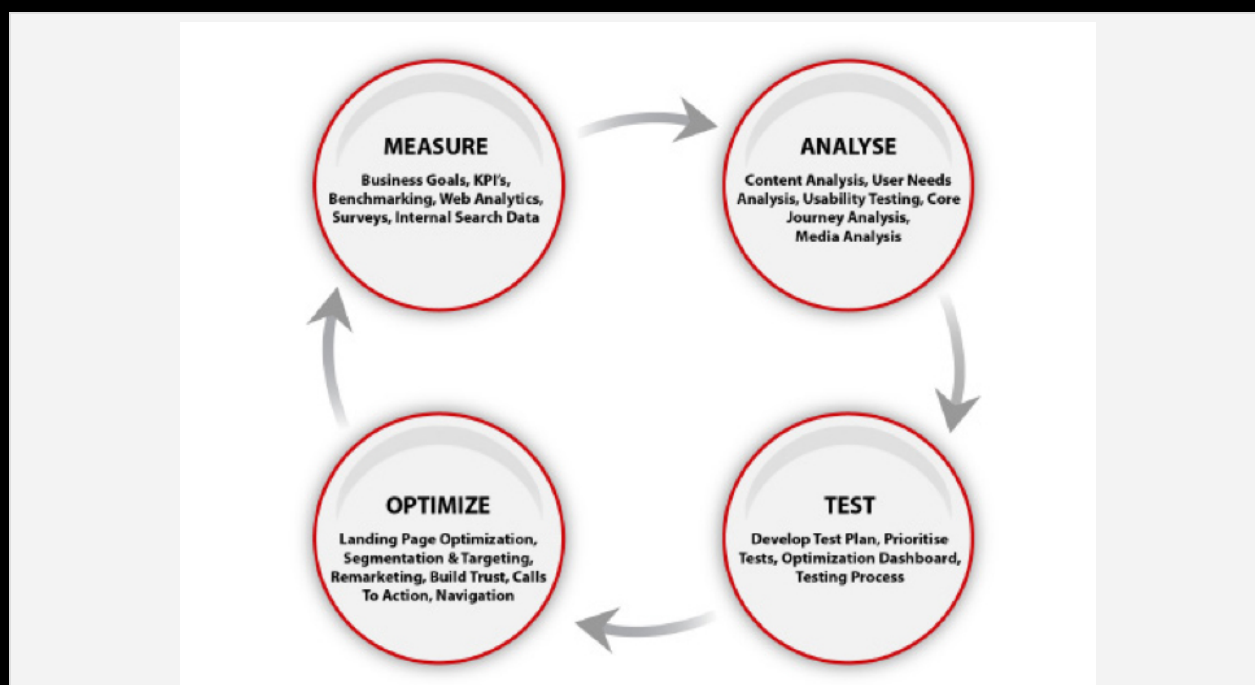 MEASURE
Business Goals, KPI's,
Benchmarking, Web Analytics,
Surveys, Internal Search Data
ANALYSE
Content Analysis, User Needs
Analysis, Usability Testing, Core
Journey Analysis,
Media Analysis
OPTIMIZE
Landing Page Optimization,
Segmentation & Targeting,
Remarketing, Build Trust, Calls
To Action, Navigation
TEST
Develop Test Plan, Prioritise
Tests, Optimization Dashboard,
Testing Process